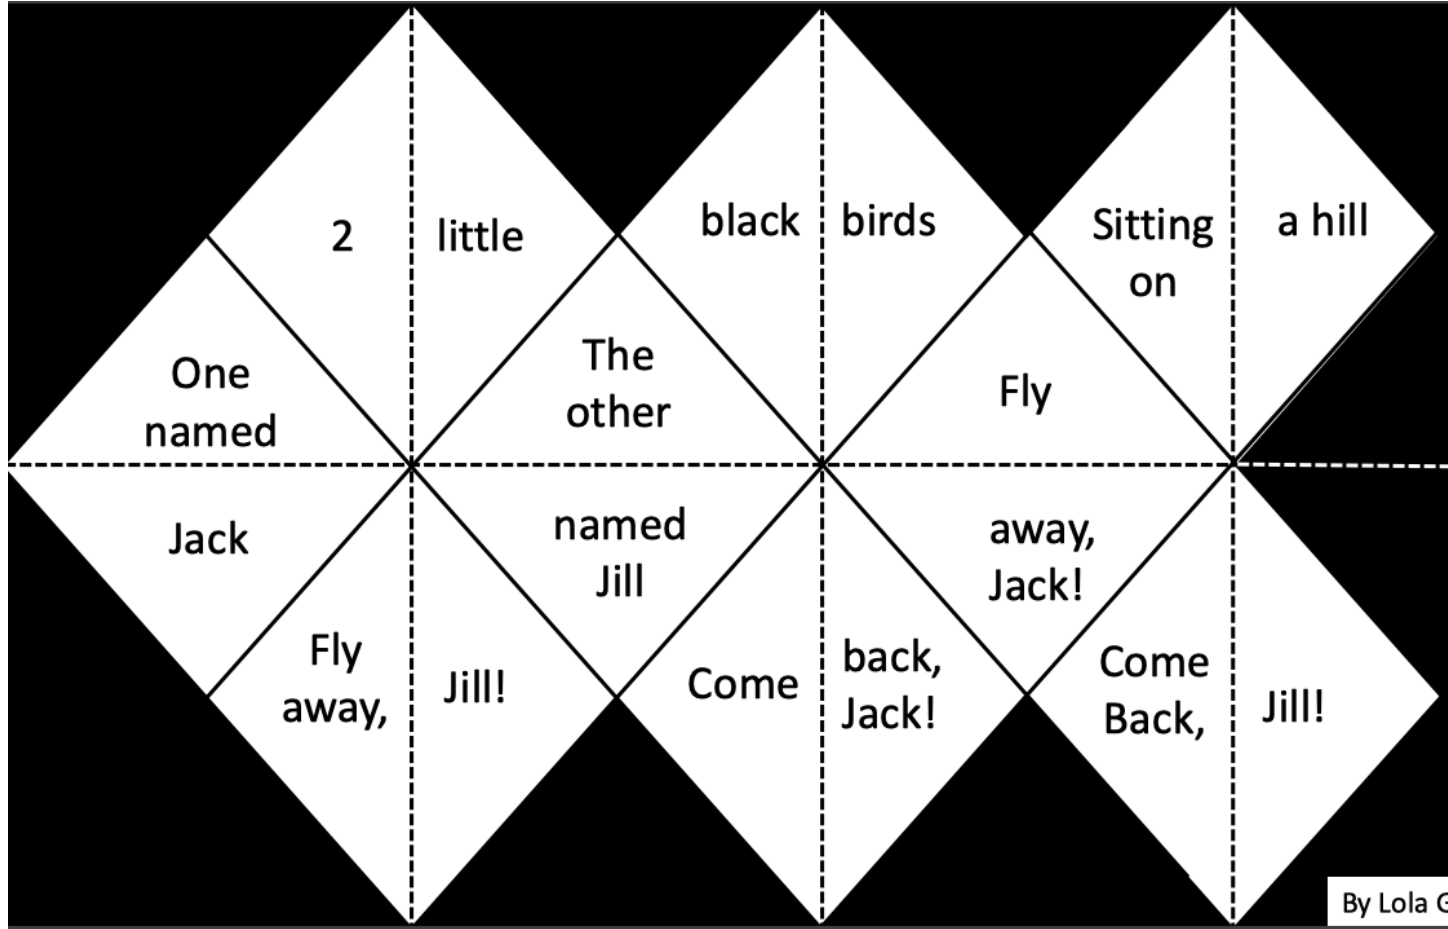 2 little
black birds
Sitting
on
a hill
One
named
Jack
The
other
named
Jill
Fly
away,
Jack!
Fly
away,
Jill!
Come
back,
Jack!
Come
Back,
Jill!
By Lola G